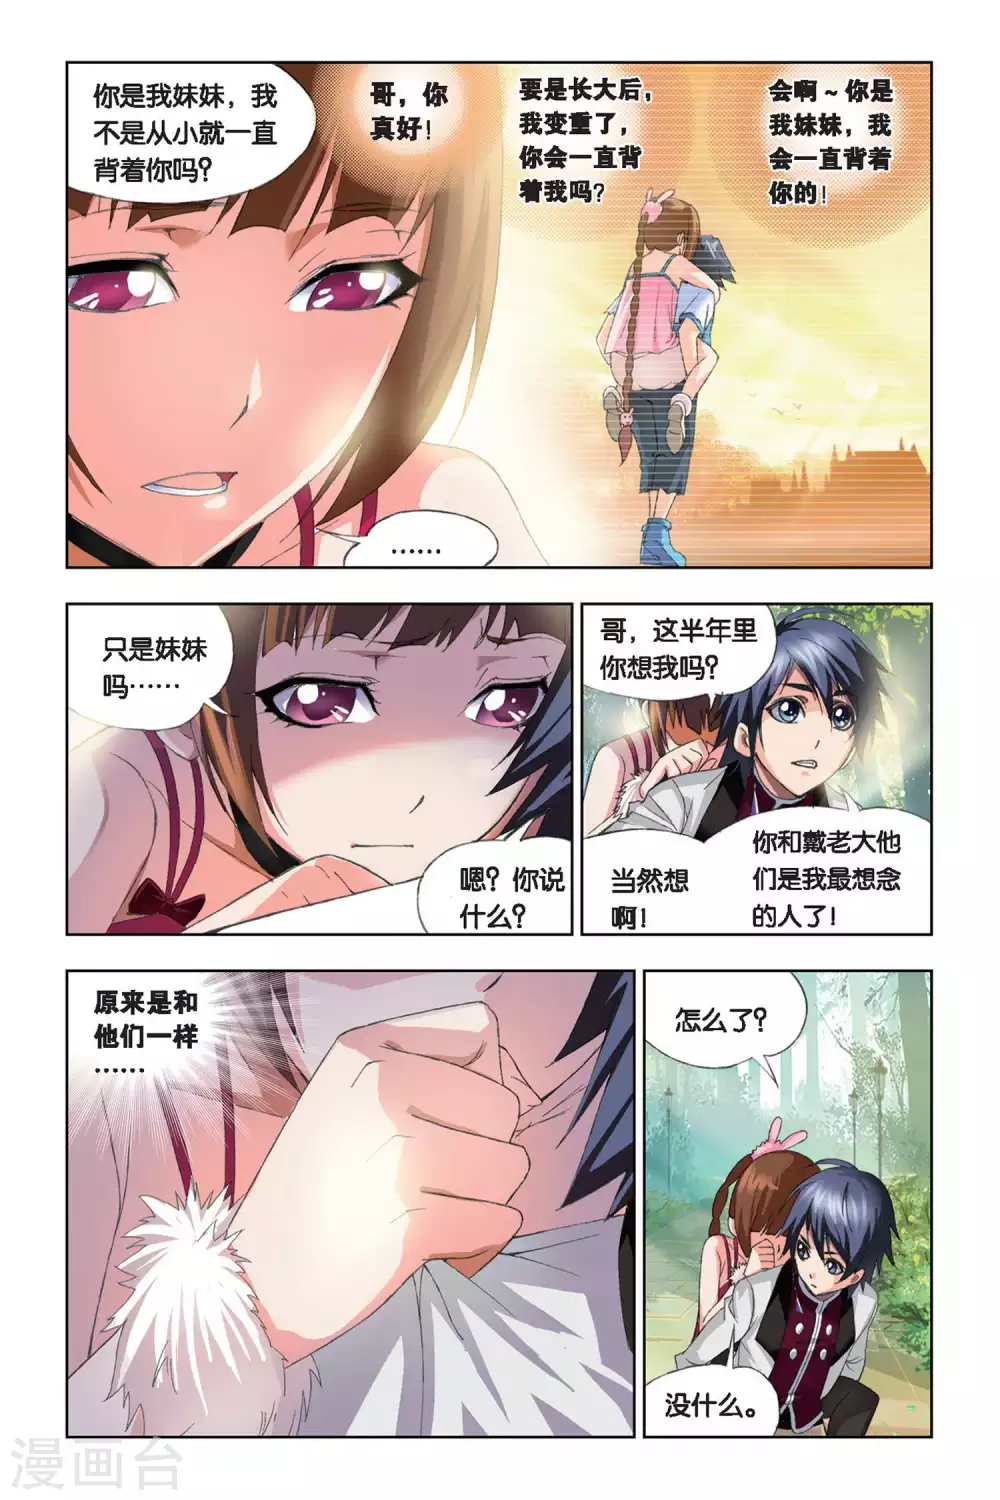 你是我妹妹，我
不是从小就一直
背着你吗？
哥，你
真好！
要是长大后，
我变重了，
你会一直背
着我吗？
会啊～你是
我妹妹，我
会一直背着
你的！
……
只是妹妹
吗……
嗯？你说
什么？
哥，这半年里
你想我吗？
当然想
啊！
你和戴老大他
们是我最想念
的人了！
原来是和
他们一样
……
怎么了？
没什么。
漫画台